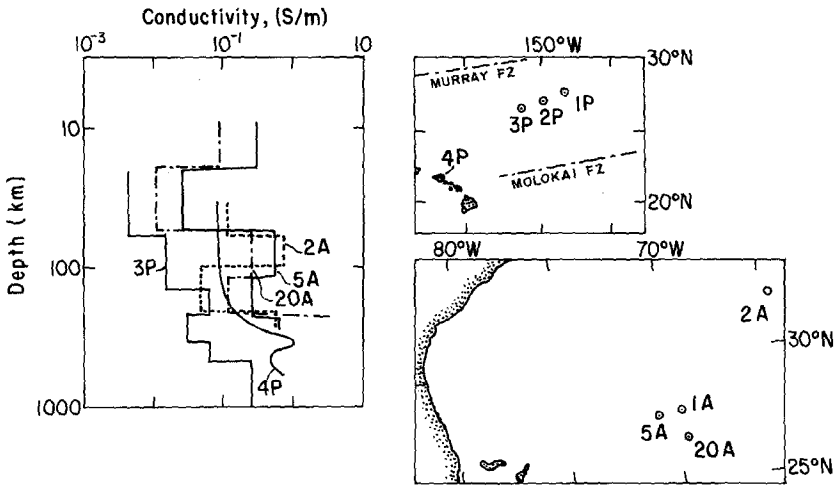 Conductivity, (S/m)
10⁻³ 10⁻¹ 10
10
100
1000
Depth (km)
3P
2A
5A
20A
4P
150°W
30°N
MURRAY FZ
3P 2P 1P
4P
MOLOKAI FZ
20°N
80°W 70°W
2A
30°N
1A
5A
20A
25°N